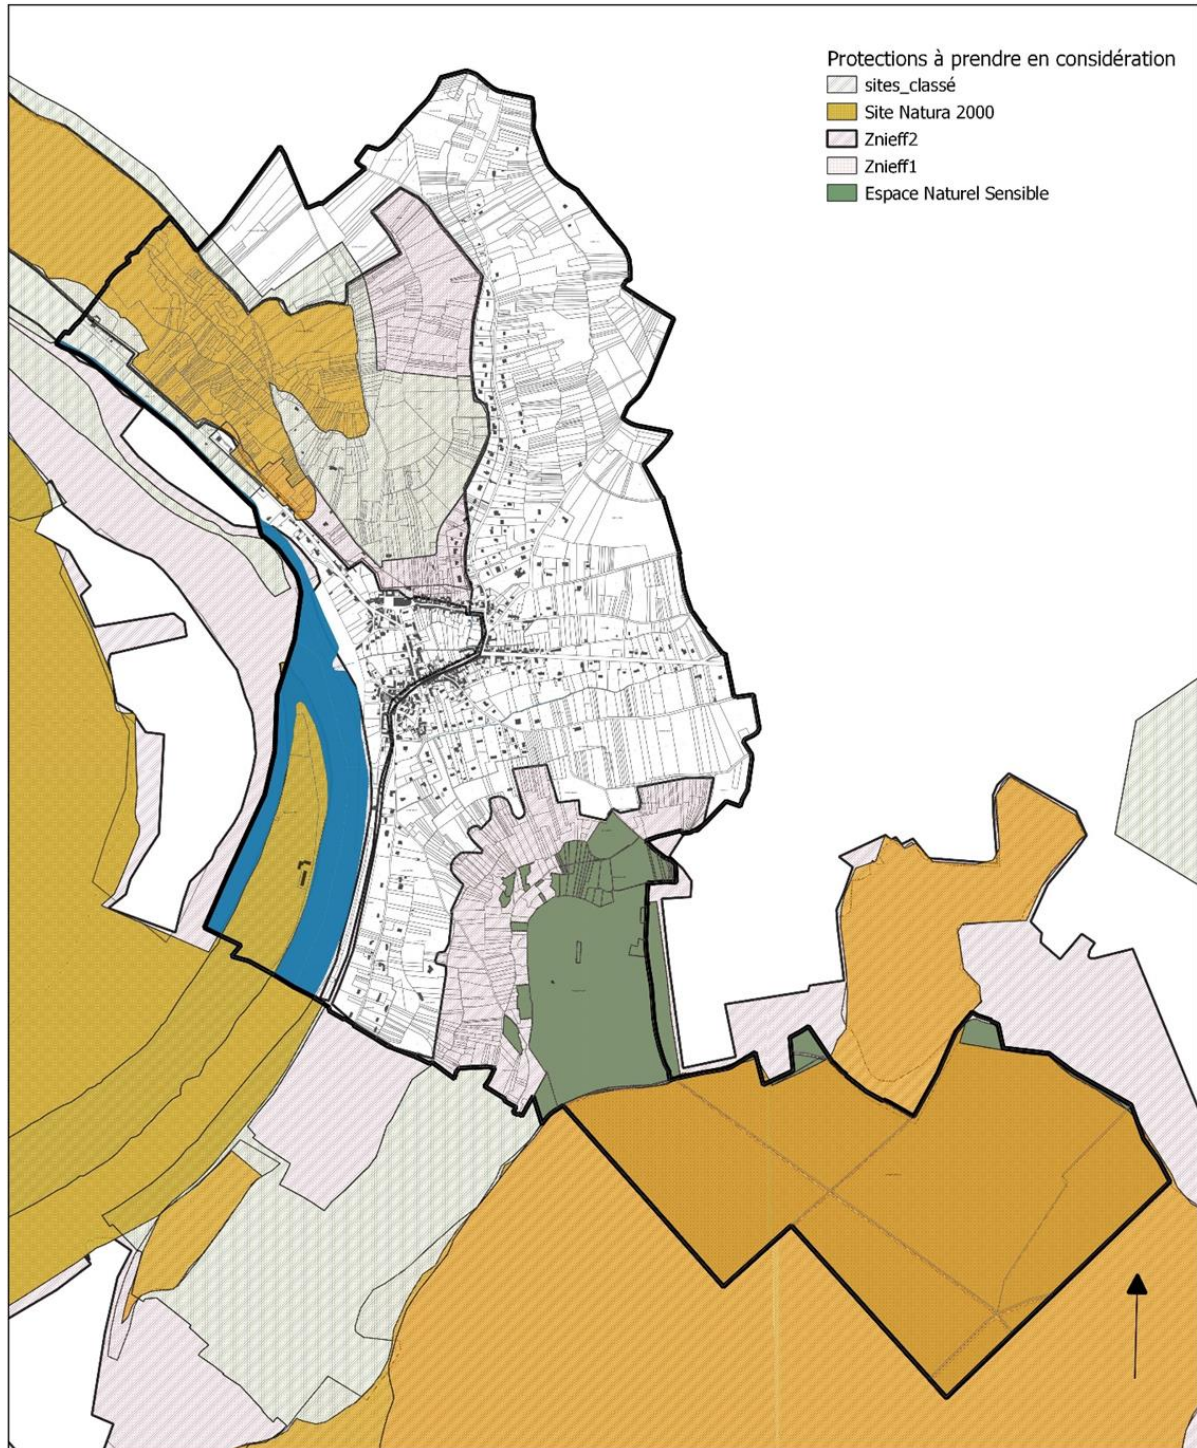 Protections à prendre en considération
sites_classé
Site Natura 2000
Znieff2
Znieff1
Espace Naturel Sensible